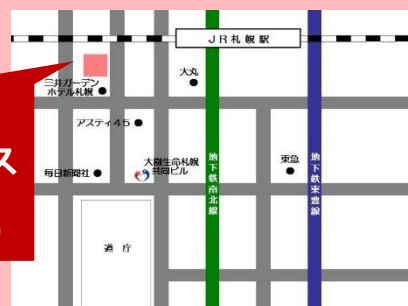 JR札幌駅
大丸
三井ガーデン
ホテル札幌
アスティ45
ス
大樹生命札幌
共同ビル
毎日新聞社
東急
地下鉄南北線
地下鉄東豊線
道庁